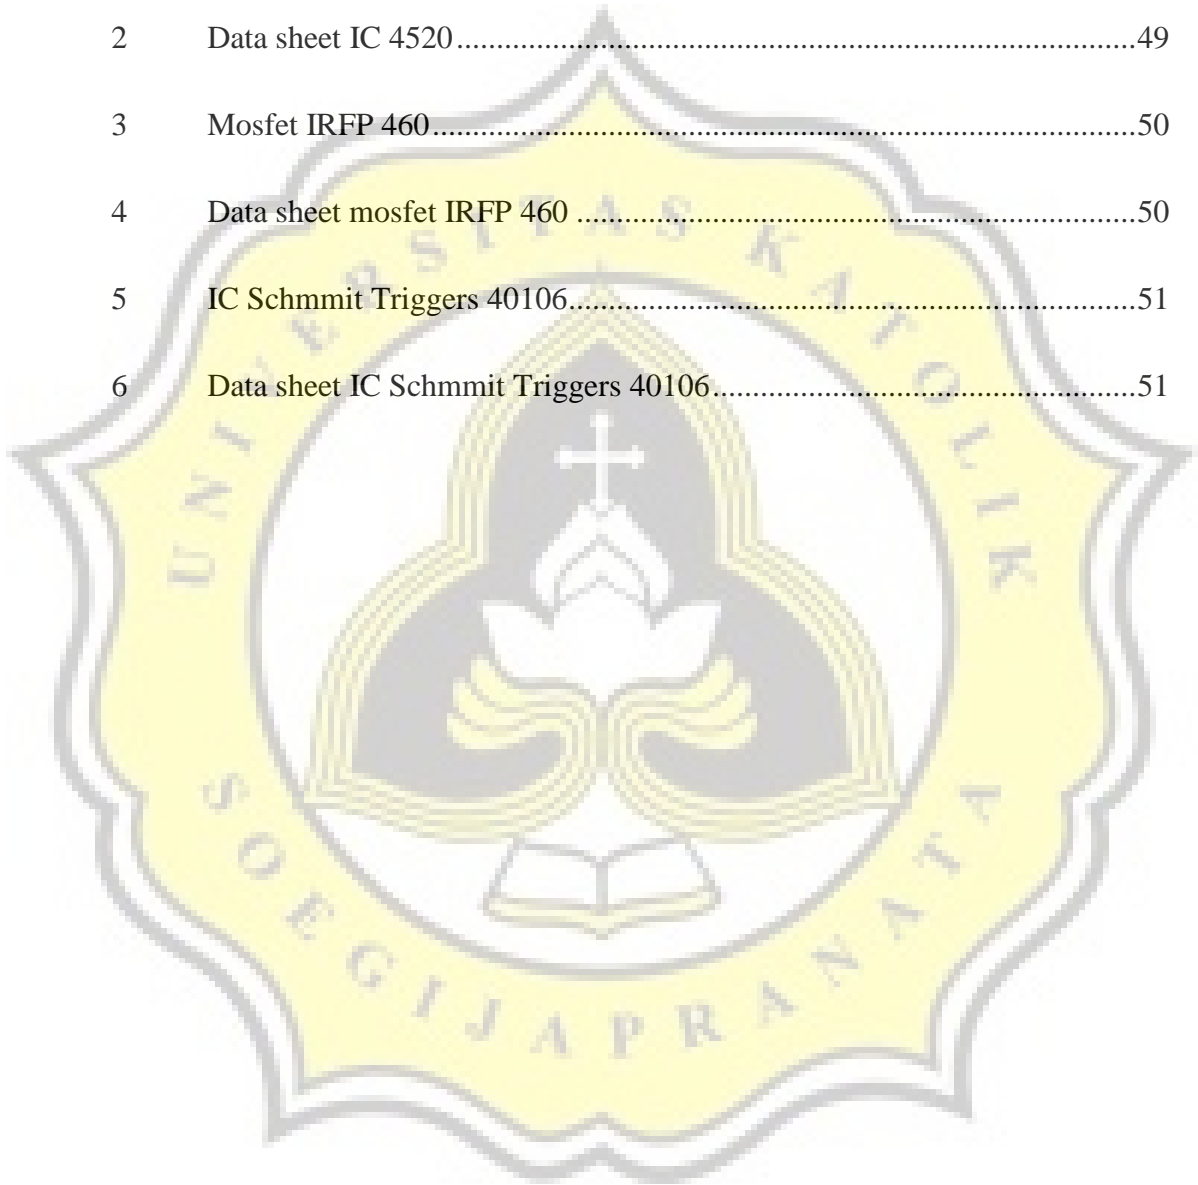 2 Data sheet IC 4520......................................................................................49
3 Mosfet IRFP 460.........................................................................................50
4 Data sheet mosfet IRFP 460 ......................................................................50
5 IC Schmmit Triggers 40106........................................................................51
6 Data sheet IC Schmmit Triggers 40106......................................................51
UNIVERSITAS KATOLIK
SOEGIJAPRANATA